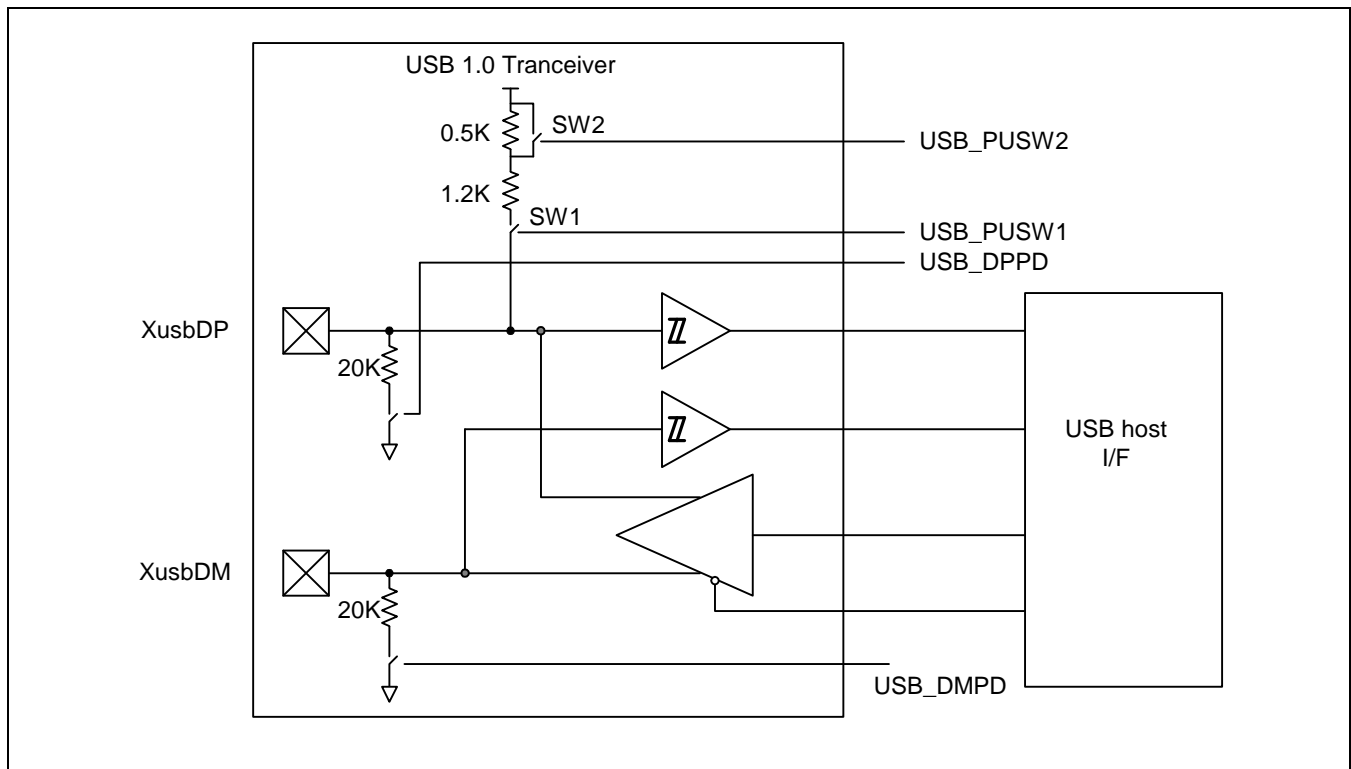 USB 1.0 Tranceiver
0.5K
SW2
USB_PUSW2
1.2K
SW1
USB_PUSW1
USB_DPPD
XusbDP
20K
USB host
I/F
XusbDM
20K
USB_DMPD